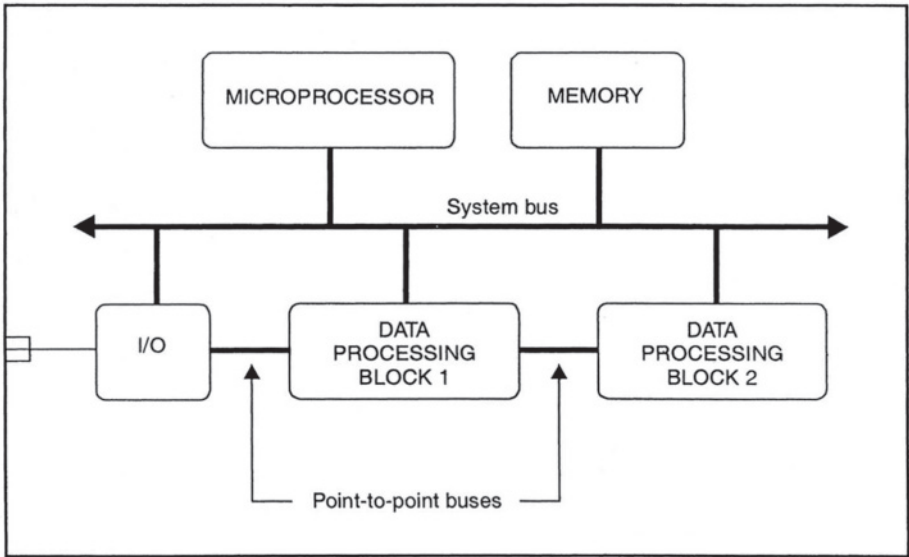 MICROPROCESSOR
MEMORY
System bus
I/O
DATA
PROCESSING
BLOCK 1
DATA
PROCESSING
BLOCK 2
Point-to-point buses